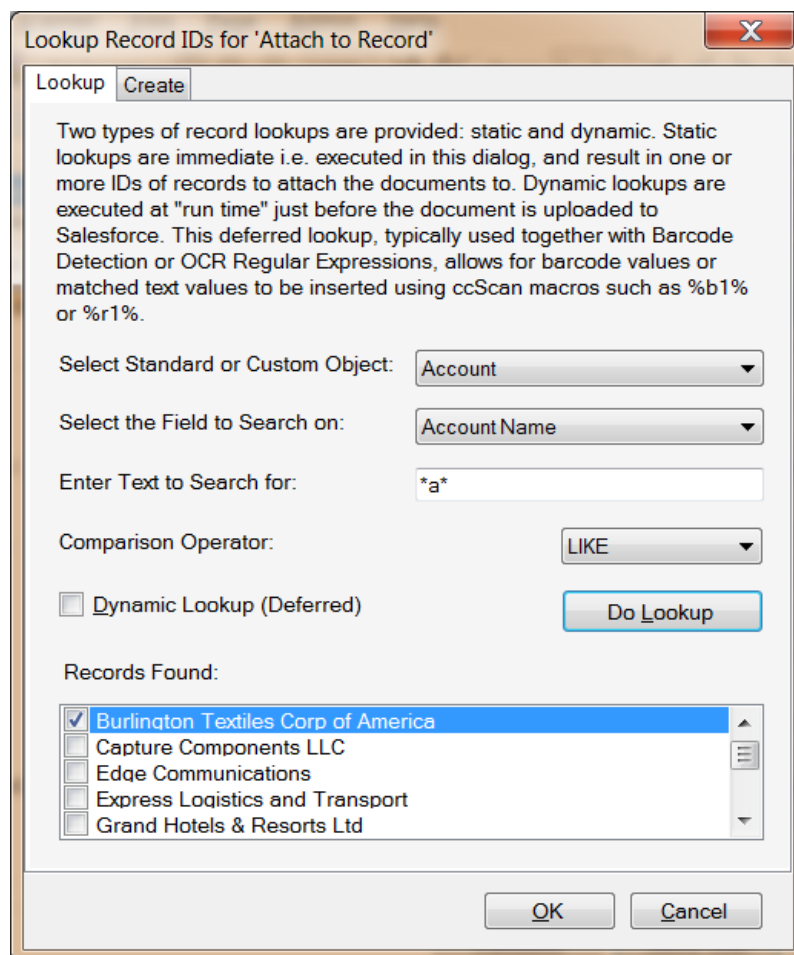 Lookup Record IDs for 'Attach to Record'
Lookup
Create
Two types of record lookups are provided: static and dynamic. Static
lookups are immediate i.e. executed in this dialog, and result in one or
more IDs of records to attach the documents to. Dynamic lookups are
executed at "run time" just before the document is uploaded to
Salesforce. This deferred lookup, typically used together with Barcode
Detection or OCR Regular Expressions, allows for barcode values or
matched text values to be inserted using ccScan macros such as %b1%
or %r1%.
Select Standard or Custom Object: Account
Select the Field to Search on: Account Name
Enter Text to Search for: *a*
Comparison Operator: LIKE
Dynamic Lookup (Deferred)
Do Lookup
Records Found:
Burlington Textiles Corp of America
Capture Components LLC
Edge Communications
Express Logistics and Transport
Grand Hotels & Resorts Ltd
OK
Cancel